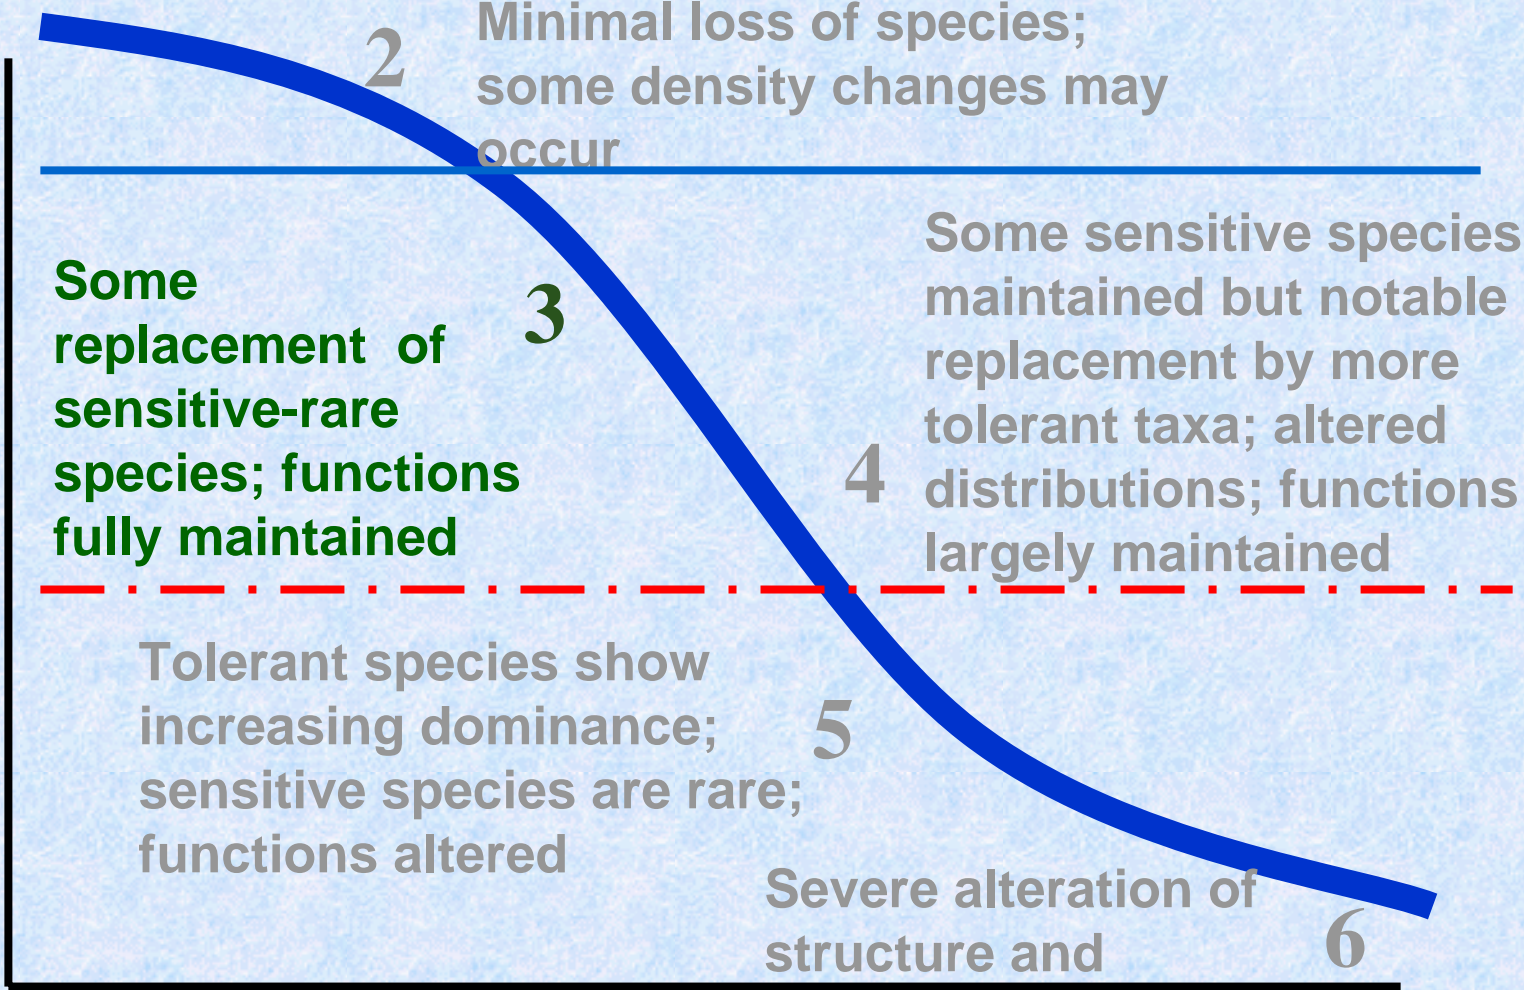 2
Minimal loss of species;
some density changes may
occur
Some
replacement of
sensitive-rare
species; functions
fully maintained
3
Some sensitive species
maintained but notable
replacement by more
tolerant taxa; altered
distributions; functions
largely maintained
4
Tolerant species show
increasing dominance;
sensitive species are rare;
functions altered
5
Severe alteration of
structure and
6